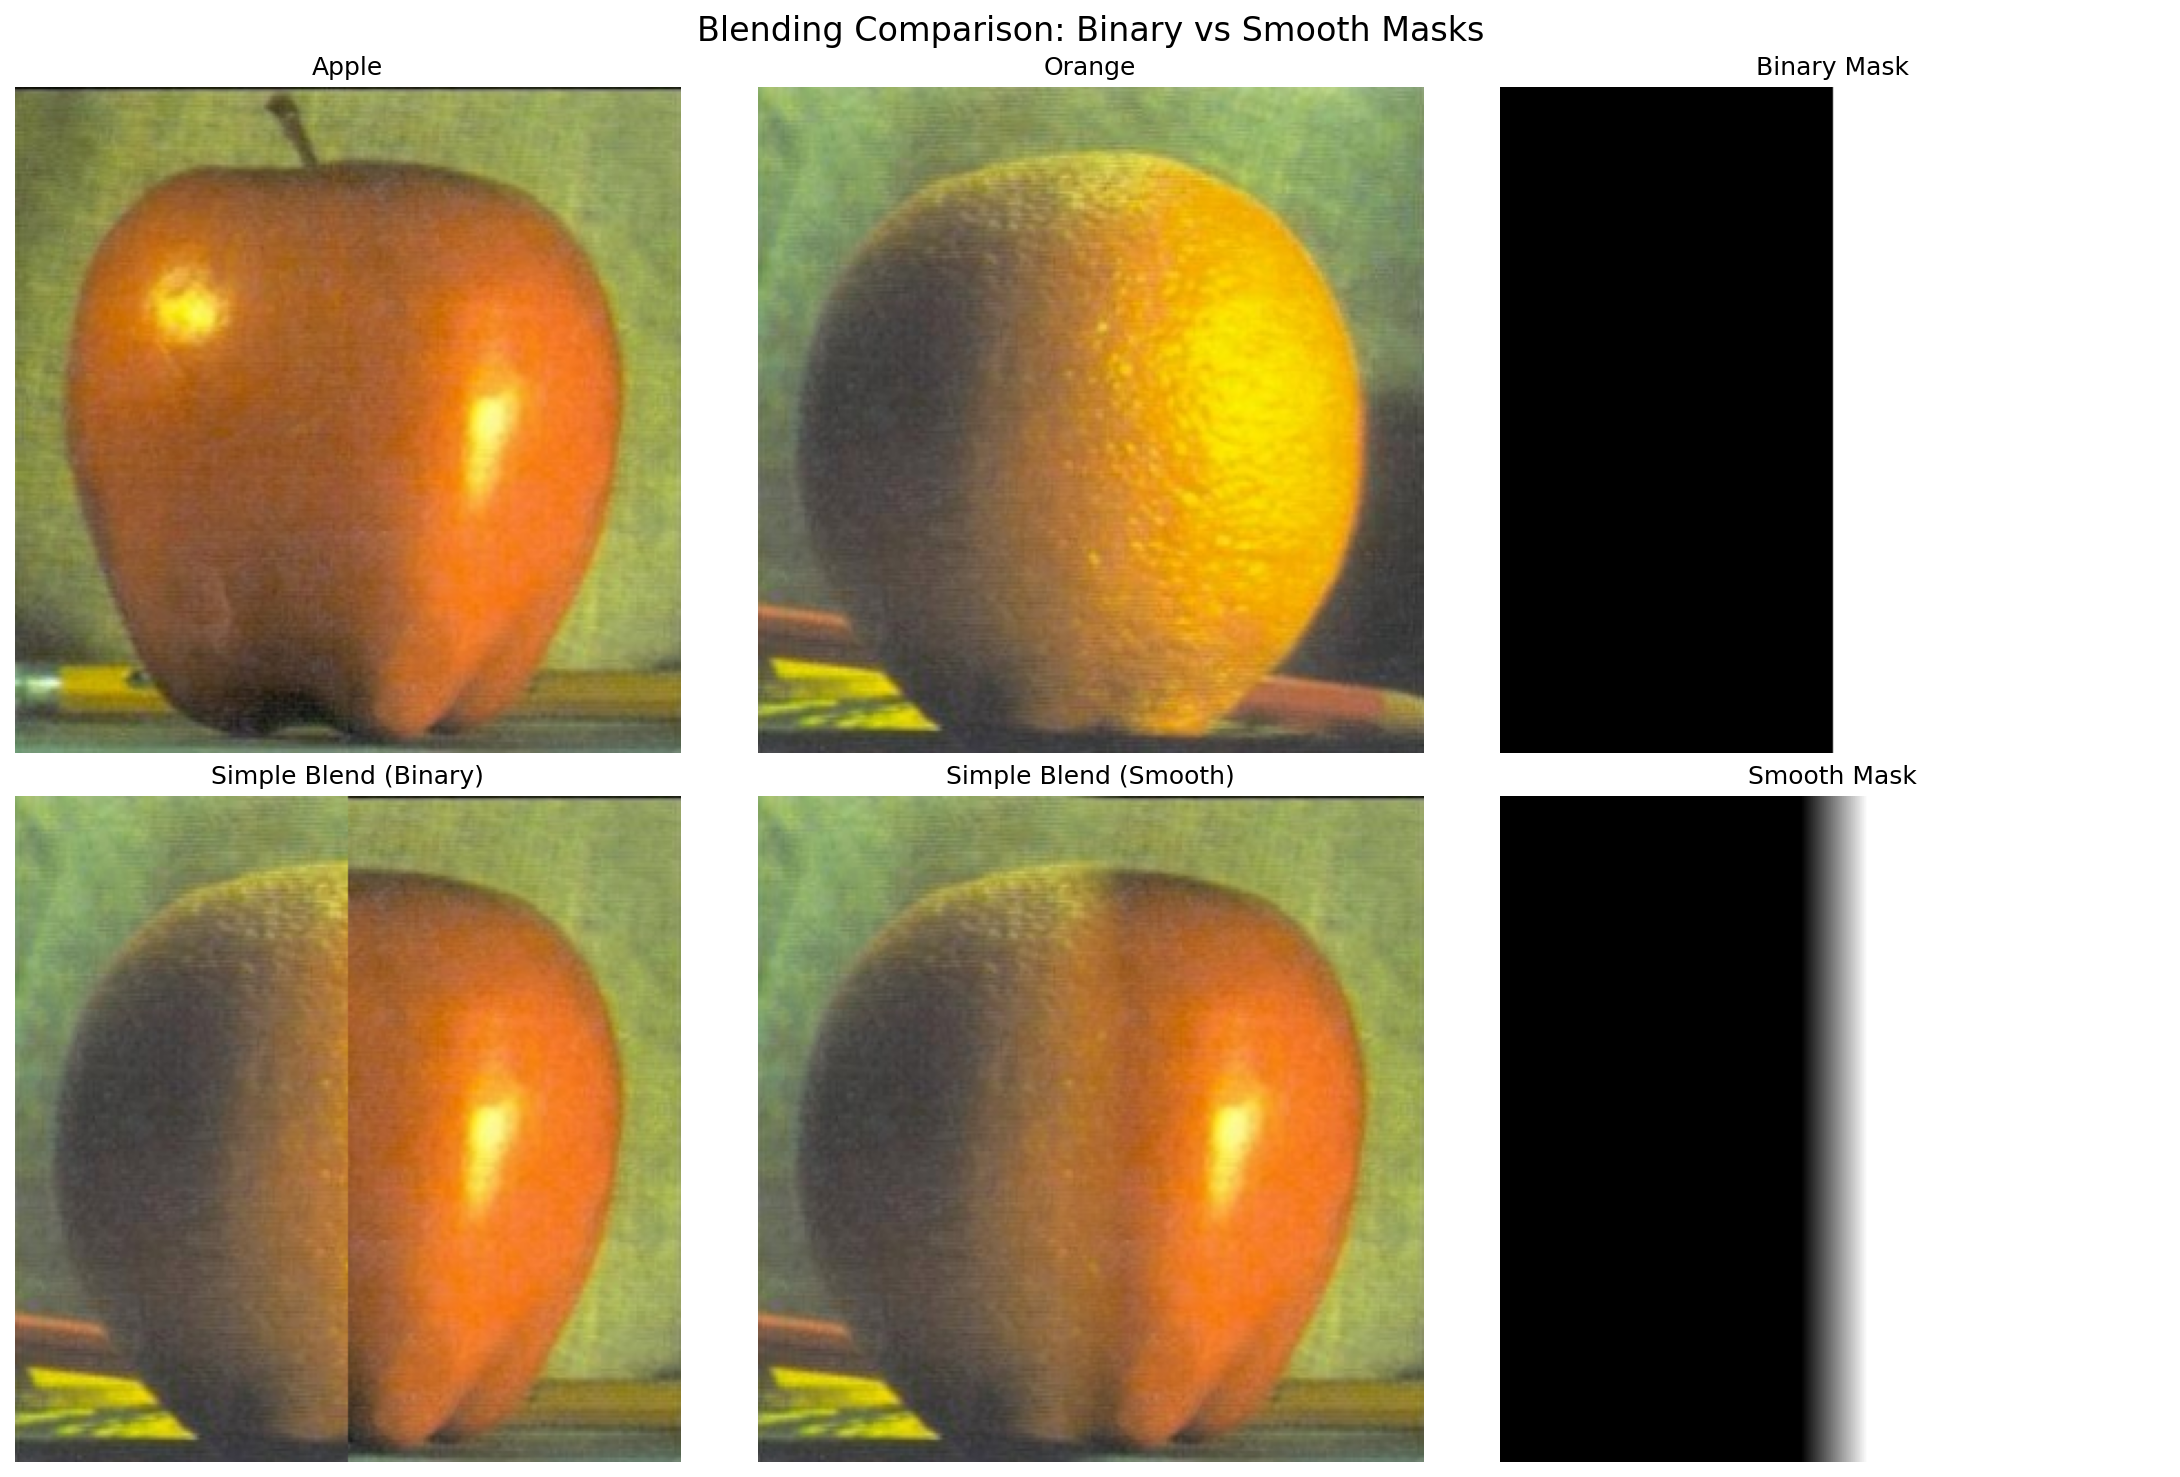 Blending Comparison: Binary vs Smooth Masks
Apple
Orange
Binary Mask
Simple Blend (Binary)
Simple Blend (Smooth)
Smooth Mask